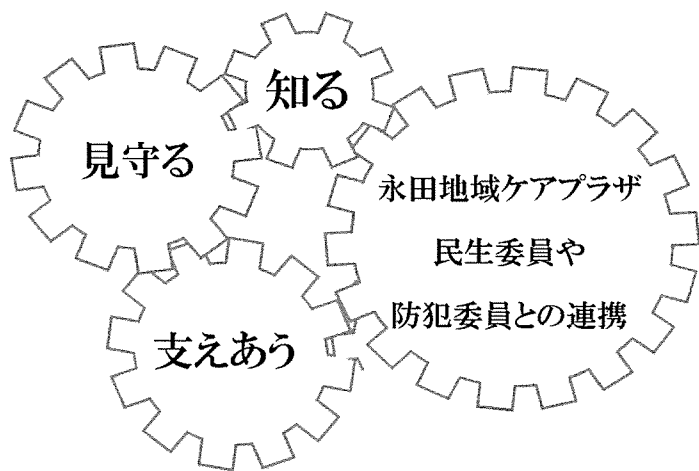 知る
見守る
永田地域ケアプラザ
民生委員や
防犯委員との連携
支えあう